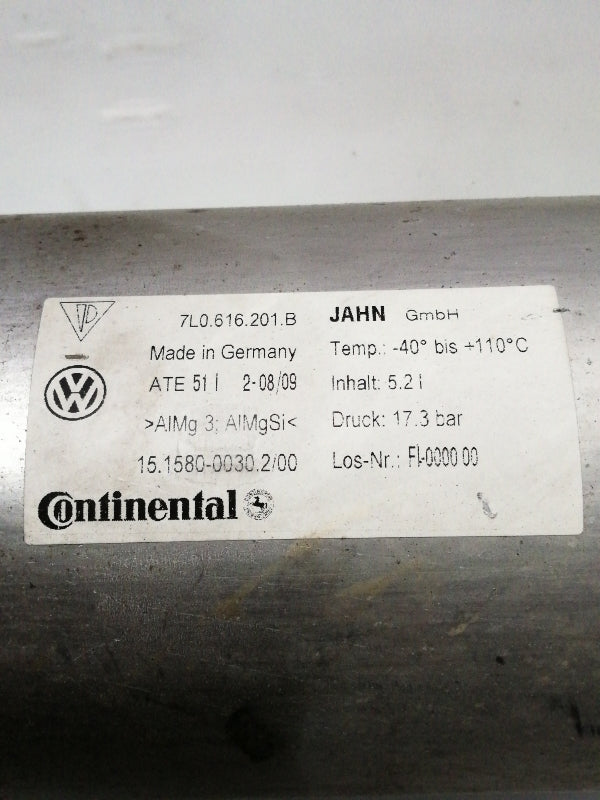 7L0.616.201.B JAHN GmbH
Made in Germany Temp.: -40° bis +110°C
ATE 51 I 2-08/09 Inhalt: 5.2 l
>AlMg 3; AlMgSi< Druck: 17.3 bar
15.1580-0030.2/00 Los-Nr.: FI-0000 00
Continental